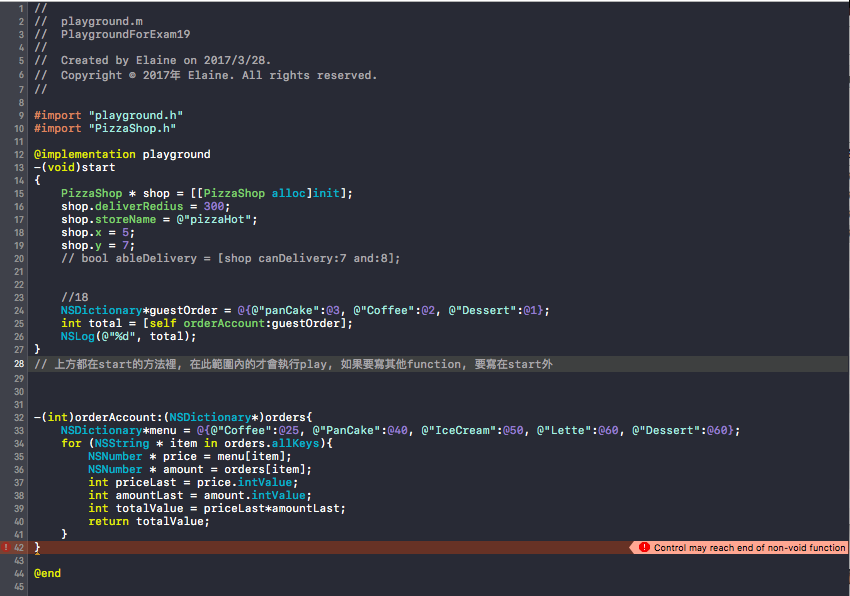 1 //
2 //  playground.m
3 //  PlaygroundForExam19
4 //
5 //  Created by Elaine on 2017/3/28.
6 //  Copyright © 2017年 Elaine. All rights reserved.
7 //
8
9 #import "playground.h"
10 #import "PizzaShop.h"
11
12 @implementation playground
13 -(void)start
14 {
15     PizzaShop * shop = [[PizzaShop alloc]init];
16     shop.deliverRedius = 300;
17     shop.storeName = @"pizzaHot";
18     shop.x = 5;
19     shop.y = 7;
20     // bool ableDelivery = [shop canDelivery:7 and:8];
21
22
23     //18
24     NSDictionary*guestOrder = @{@"panCake":@3, @"Coffee":@2, @"Dessert":@1};
25     int total = [self orderAccount:guestOrder];
26     NSLog(@"%d", total);
27 }
28 // 上方都在start的方法裡, 在此範圍內的才會執行play, 如果要寫其他function, 要寫在start外
29
30
31
32 -(int)orderAccount:(NSDictionary*)orders{
33     NSDictionary*menu = @{@"Coffee":@25, @"PanCake":@40, @"IceCream":@50, @"Lette":@60, @"Dessert":@60};
34     for (NSString * item in orders.allKeys){
35         NSNumber * price = menu[item];
36         NSNumber * amount = orders[item];
37         int priceLast = price.intValue;
38         int amountLast = amount.intValue;
39         int totalValue = priceLast*amountLast;
40         return totalValue;
41     }
42 } Control may reach end of non-void function
43
44 @end
45